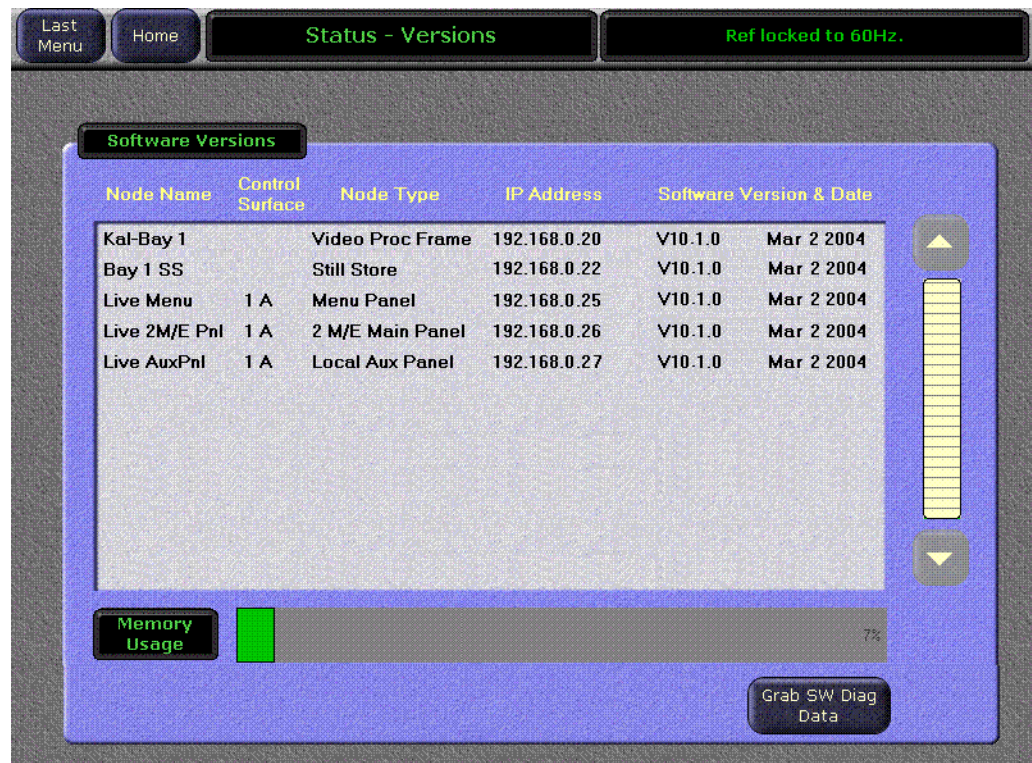 Last Menu Home Status - Versions Ref locked to 60Hz.
Software Versions
Node Name Control Surface Node Type IP Address Software Version & Date
Kal-Bay 1 Video Proc Frame 192.168.0.20 V10.1.0 Mar 2 2004
Bay 1 SS Still Store 192.168.0.22 V10.1.0 Mar 2 2004
Live Menu 1 A Menu Panel 192.168.0.25 V10.1.0 Mar 2 2004
Live 2M/E Pnl 1 A 2 M/E Main Panel 192.168.0.26 V10.1.0 Mar 2 2004
Live AuxPnl 1 A Local Aux Panel 192.168.0.27 V10.1.0 Mar 2 2004
Memory Usage 7%
Grab SW Diag Data